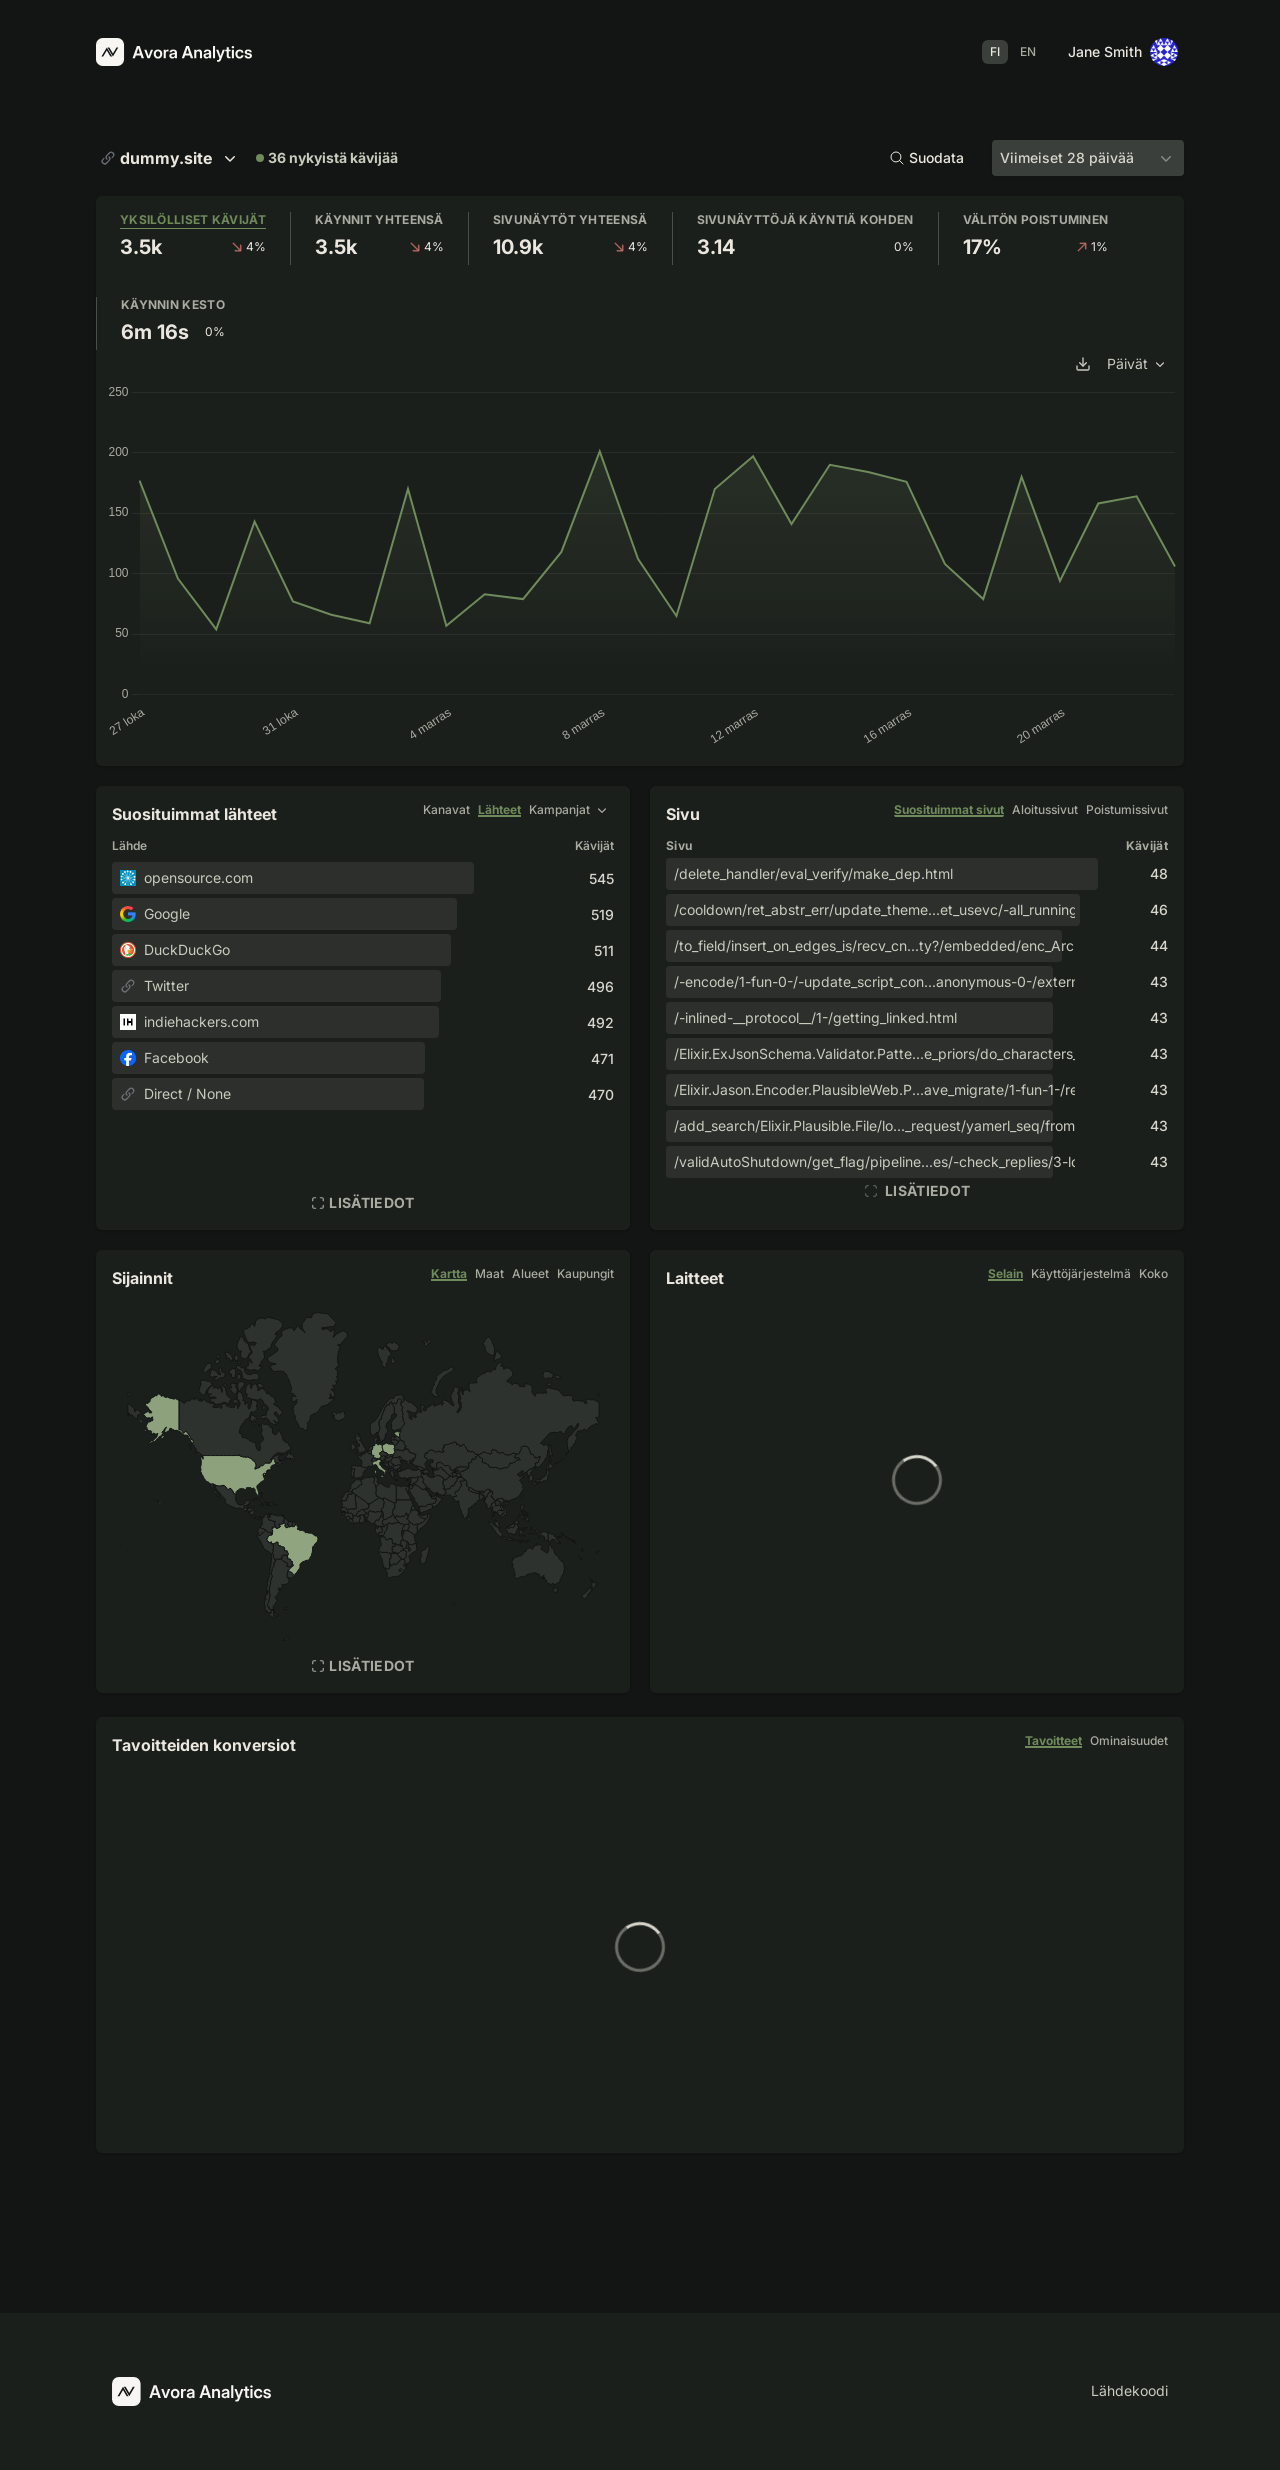 Avora Analytics
FI EN Jane Smith
dummy.site 36 nykyistä kävijää Suodata Viimeiset 28 päivää
YKSILÖLLISET KÄVIJÄT KÄYNNIT YHTEENSÄ SIVUNÄYTÖT YHTEENSÄ SIVUNÄYTTÖJÄ KÄYNTIÄ KOHDEN VÄLITÖN POISTUMINEN
3.5k 4% 3.5k 4% 10.9k 4% 3.14 0% 17% 1%
KÄYNNIN KESTO
6m 16s 0%
Päivät
250
200
150
100
50
0
27 loka 31 loka 4 marras 8 marras 12 marras 16 marras 20 marras
Suosituimmat lähteet Kanavat Lähteet Kampanjat
Lähde Kävijät
opensource.com 545
Google 519
DuckDuckGo 511
Twitter 496
indiehackers.com 492
Facebook 471
Direct / None 470
LISÄTIEDOT
Sivu Suosituimmat sivut Aloitussivut Poistumissivut
Sivu Kävijät
/delete_handler/eval_verify/make_dep.html 48
/cooldown/ret_abstr_err/update_theme...et_usevc/-all_running 46
/to_field/insert_on_edges_is/recv_cn...ty?/embedded/enc_Arc 44
/-encode/1-fun-0-/-update_script_con...anonymous-0-/extern 43
/-inlined-__protocol__/1-/getting_linked.html 43
/Elixir.ExJsonSchema.Validator.Patte...e_priors/do_characters_ 43
/Elixir.Jason.Encoder.PlausibleWeb.P...ave_migrate/1-fun-1-/re 43
/add_search/Elixir.Plausible.File/lo..._request/yamerl_seq/from 43
/validAutoShutdown/get_flag/pipeline...es/-check_replies/3-lc 43
LISÄTIEDOT
Sijainnit Kartta Maat Alueet Kaupungit
LISÄTIEDOT
Laitteet Selain Käyttöjärjestelmä Koko
Tavoitteiden konversiot Tavoitteet Ominaisuudet
Avora Analytics Lähdekoodi